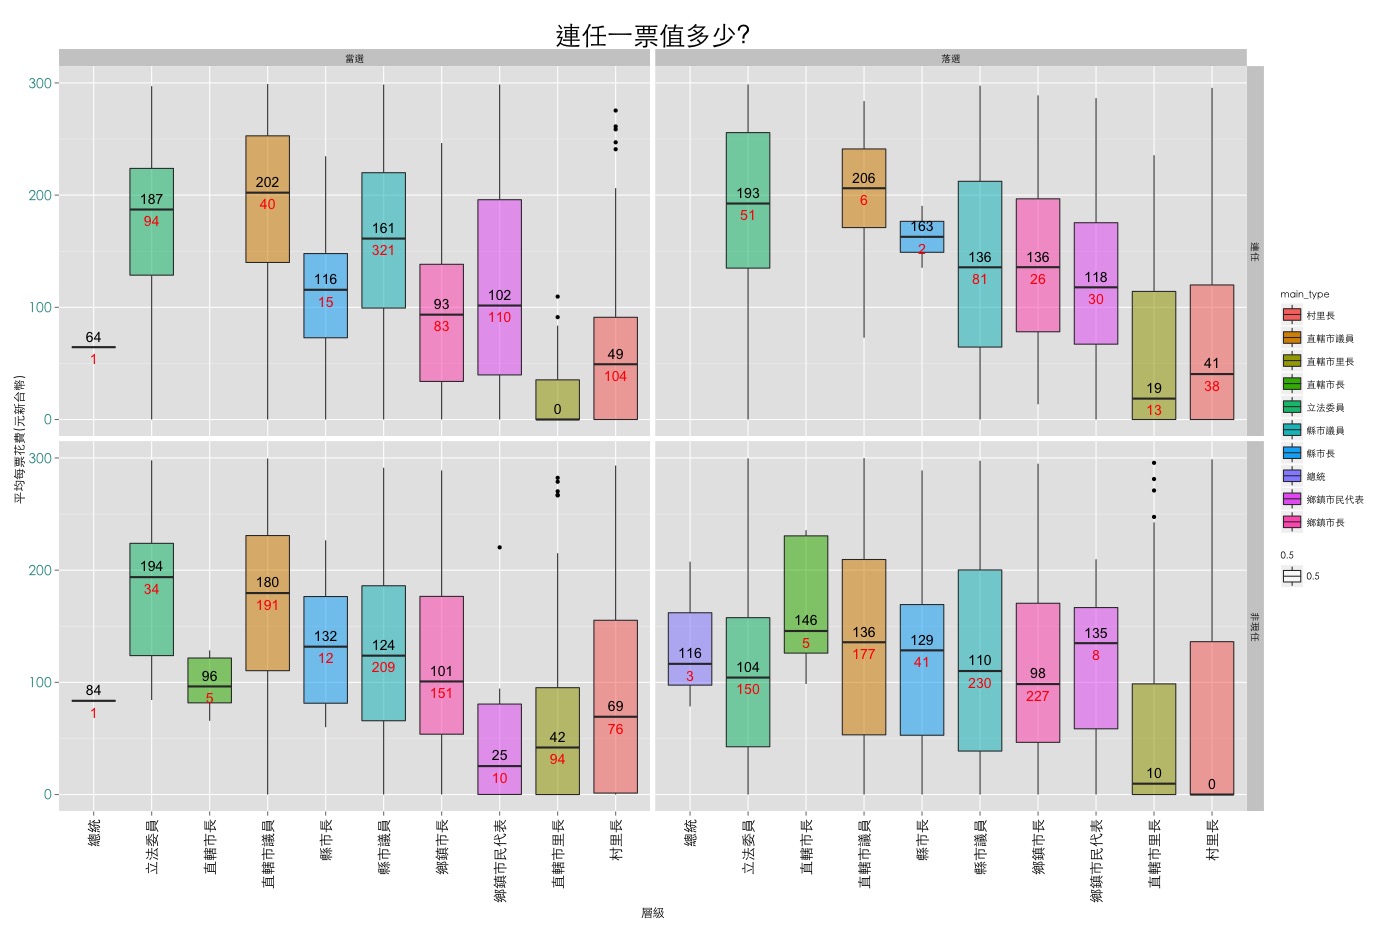 連任一票值多少?
當選
落選
300
200
100
0
64
1
187
94
202
40
116
15
161
321
93
83
102
110
0
49
104
193
51
206
6
163
2
136
81
136
26
118
30
19
13
41
38
連任
平均每票花費(元新台幣)
300
200
100
0
84
1
194
34
96
5
180
191
132
12
124
209
101
151
25
10
42
94
69
76
116
3
104
150
146
5
136
177
129
41
110
230
98
227
135
8
10
0
非現任
總統
立法委員
直轄市長
直轄市議員
縣市長
縣市議員
鄉鎮市長
鄉鎮市民代表
直轄市里長
村里長
總統
立法委員
直轄市長
直轄市議員
縣市長
縣市議員
鄉鎮市長
鄉鎮市民代表
直轄市里長
村里長
層級
main_type
村里長
直轄市議員
直轄市里長
直轄市長
立法委員
縣市議員
縣市長
總統
鄉鎮市民代表
鄉鎮市長
0.5
0.5